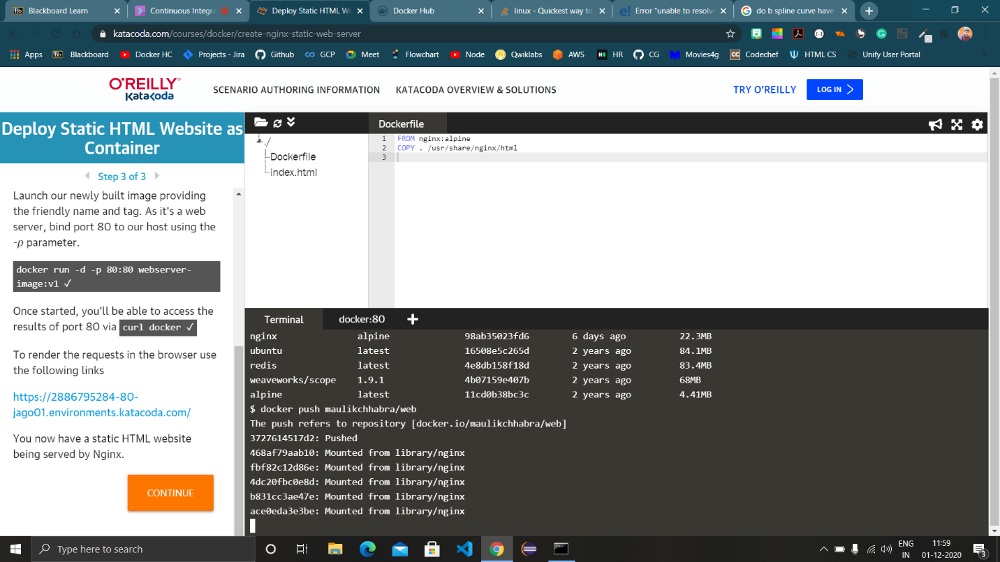 Blackboard Learn
Continuous Integra
Deploy Static HTML We
Docker Hub
linux - Quickest way to
Error "unable to resolve
do b spline curve have
katacoda.com/courses/docker/create-nginx-static-web-server
Apps
Bb
Blackboard
Docker HC
Projects - Jira
Github
GCP
Meet
Flowchart
Node
Qwiklabs
AWS
HR
CG
Movies4g
CC
Codechef
HTML CS
Unify User Portal
O'REILLY®
Katacoda
SCENARIO AUTHORING INFORMATION
KATACODA OVERVIEW & SOLUTIONS
TRY O'REILLY
LOG IN
Deploy Static HTML Website as
Container
Step 3 of 3
Launch our newly built image providing
the friendly name and tag. As it's a web
server, bind port 80 to our host using the
-p parameter.
docker run -d -p 80:80 webserver-
image:v1 ✓
Once started, you'll be able to access the
results of port 80 via curl docker ✓
To render the requests in the browser use
the following links
https://2886795284-80-
jago01.environments.katacoda.com/
You now have a static HTML website
being served by Nginx.
CONTINUE
./
Dockerfile
index.html
Dockerfile
1 FROM nginx:alpine
2 COPY . /usr/share/nginx/html
3
Terminal
docker:80
nginx alpine 98ab35023fd6 6 days ago 22.3MB
ubuntu latest 16508e5c265d 2 years ago 84.1MB
redis latest 4e8db158f18d 2 years ago 83.4MB
weaveworks/scope 1.9.1 4b07159e407b 2 years ago 68MB
alpine latest 11cd0b38bc3c 2 years ago 4.41MB
$ docker push maulikchhabra/web
The push refers to repository [docker.io/maulikchhabra/web]
3727614517d2: Pushed
468af79aab10: Mounted from library/nginx
fbf82c12d86e: Mounted from library/nginx
4dc20fbc0e8d: Mounted from library/nginx
b831cc3ae47e: Mounted from library/nginx
ace0eda3e3be: Mounted from library/nginx
Type here to search
ENG
IN
11:59
01-12-2020
3